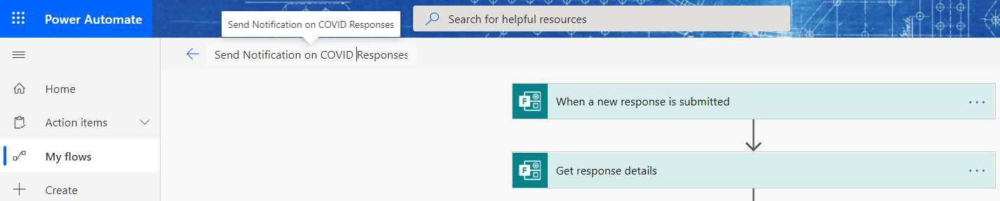 Power Automate
Send Notification on COVID Responses
Search for helpful resources
Send Notification on COVID Responses
Home
Action items
My flows
Create
When a new response is submitted
Get response details